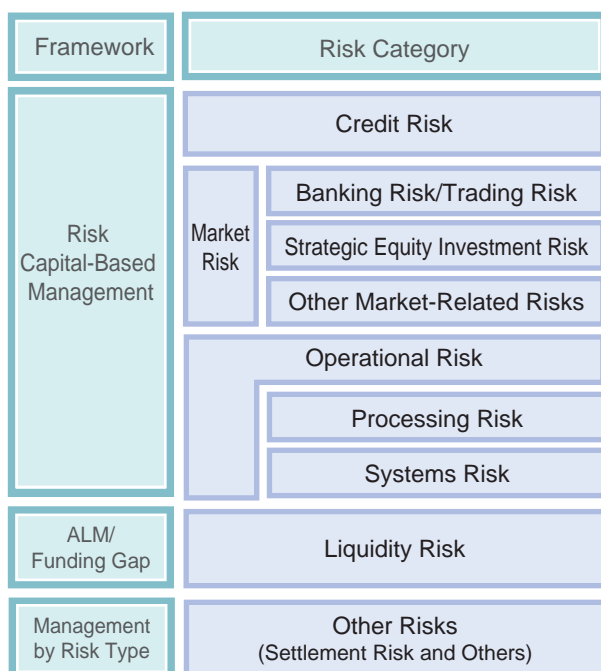 Framework
Risk Category
Risk
Capital-Based
Management
Credit Risk
Market
Risk
Banking Risk/Trading Risk
Strategic Equity Investment Risk
Other Market-Related Risks
Operational Risk
Processing Risk
Systems Risk
ALM/
Funding Gap
Liquidity Risk
Management
by Risk Type
Other Risks
(Settlement Risk and Others)